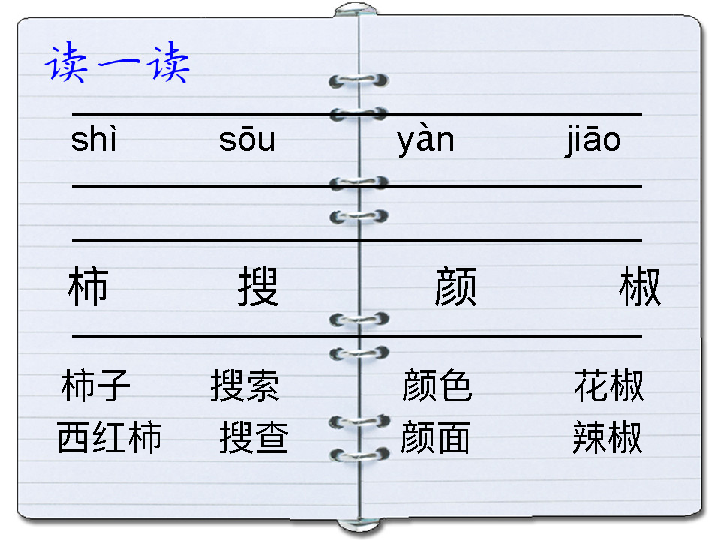 读一读
shì sōu yàn jiāo
柿 搜 颜 椒
柿子 搜索 颜色 花椒
西红柿 搜查 颜面 辣椒